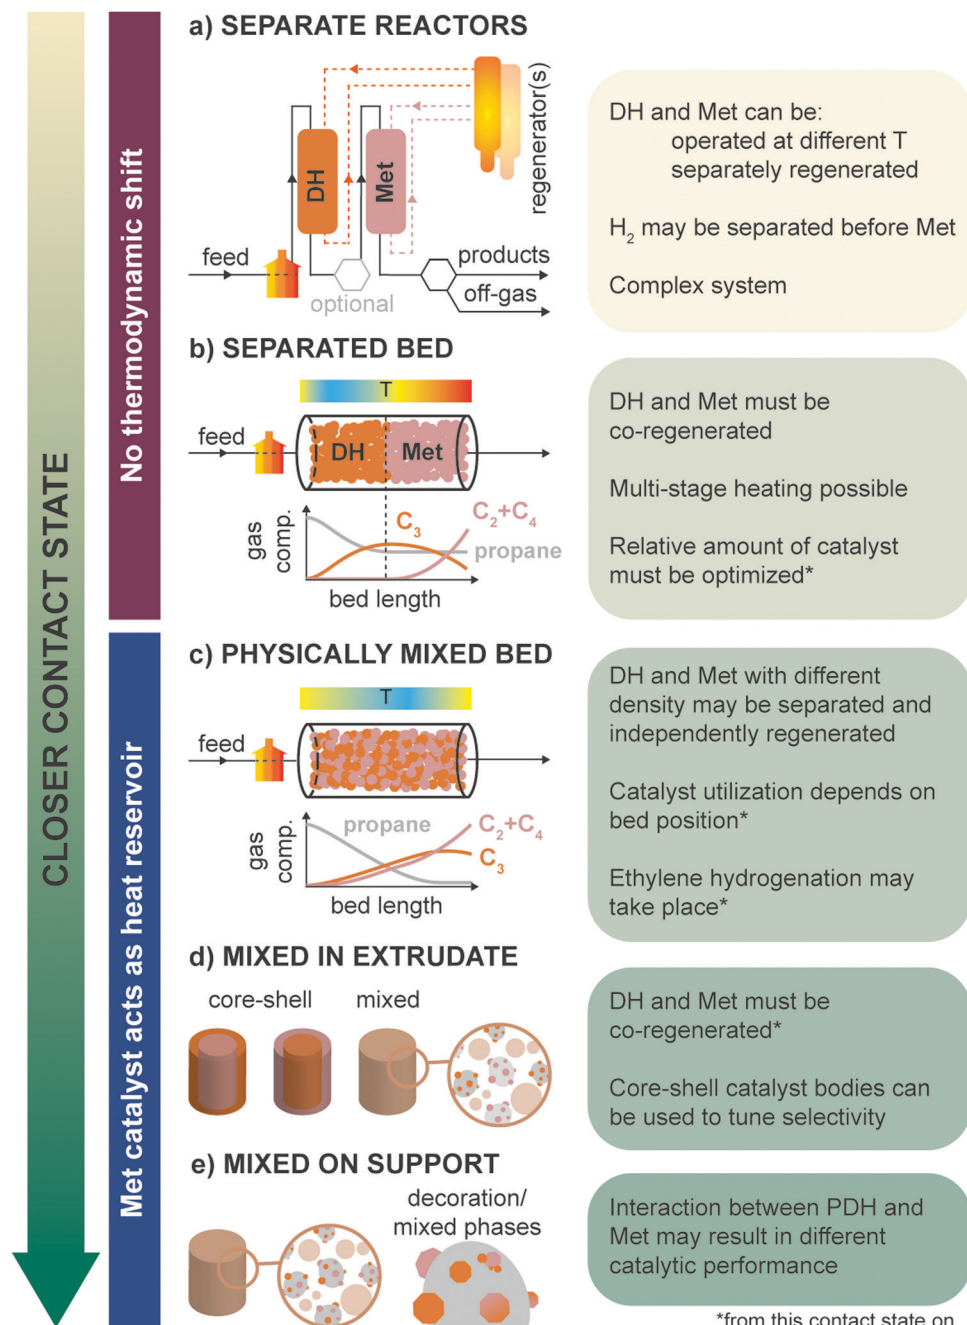 a) SEPARATE REACTORS
regenerator(s)
DH
Met
feed
optional
products
off-gas
DH and Met can be:
operated at different T
separately regenerated
H₂ may be separated before Met
Complex system
No thermodynamic shift
CLOSER CONTACT STATE
b) SEPARATED BED
T
feed
DH
Met
gas
comp.
C₃
C₂+C₄
propane
bed length
DH and Met must be
co-regenerated
Multi-stage heating possible
Relative amount of catalyst
must be optimized*
Met catalyst acts as heat reservoir
c) PHYSICALLY MIXED BED
T
feed
gas
comp.
propane
C₂+C₄
C₃
bed length
DH and Met with different
density may be separated and
independently regenerated
Catalyst utilization depends on
bed position*
Ethylene hydrogenation may
take place*
d) MIXED IN EXTRUDATE
core-shell
mixed
DH and Met must be
co-regenerated*
Core-shell catalyst bodies can
be used to tune selectivity
e) MIXED ON SUPPORT
decoration/
mixed phases
Interaction between PDH and
Met may result in different
catalytic performance
*from this contact state on